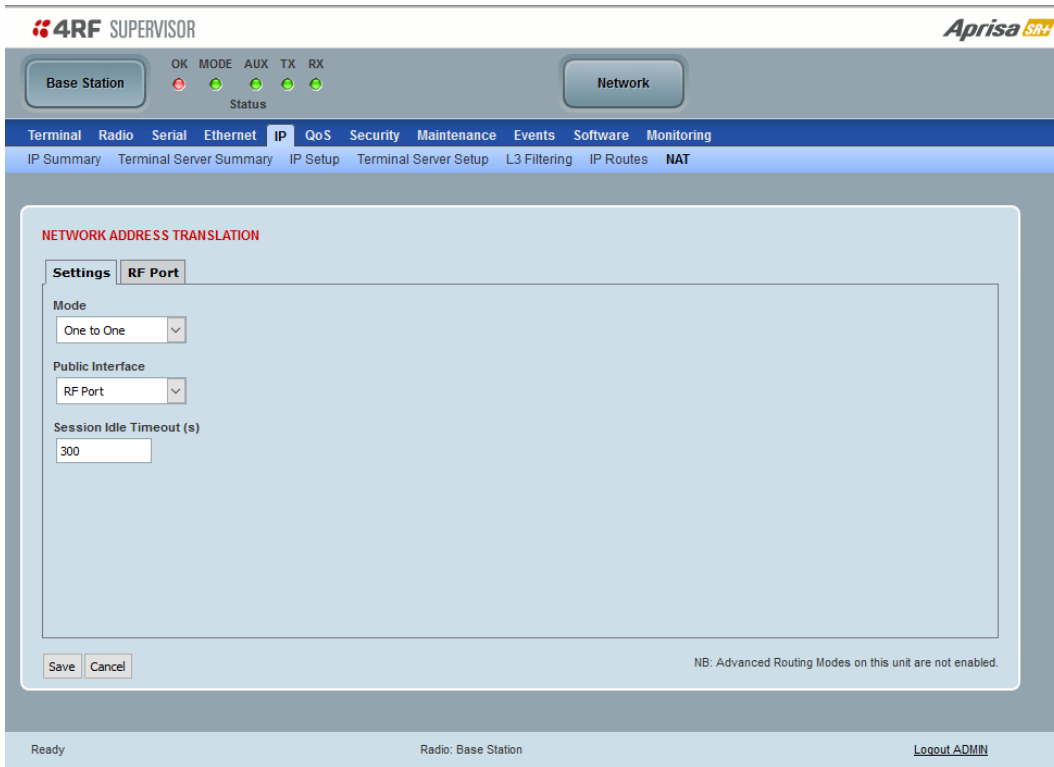 4RF SUPERVISOR
Aprisa SR+
OK MODE AUX TX RX
Base Station
Network
Status
Terminal Radio Serial Ethernet IP QoS Security Maintenance Events Software Monitoring
IP Summary Terminal Server Summary IP Setup Terminal Server Setup L3 Filtering IP Routes NAT
NETWORK ADDRESS TRANSLATION
Settings RF Port
Mode
One to One
Public Interface
RF Port
Session Idle Timeout (s)
300
Save Cancel
NB: Advanced Routing Modes on this unit are not enabled.
Ready
Radio: Base Station
Logout ADMIN